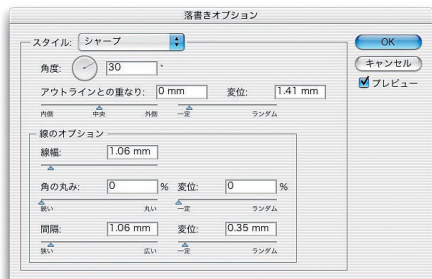 落書きオプション
スタイル: シャープ
OK
キャンセル
プレビュー
角度: 30 °
アウトラインとの重なり: 0 mm 変位: 1.41 mm
内側 中央 外側 一定 ランダム
線のオプション
線幅: 1.06 mm
角の丸み: 0 % 変位: 0 %
鋭い 丸い 一定 ランダム
間隔: 1.06 mm 変位: 0.35 mm
狭い 広い 一定 ランダム